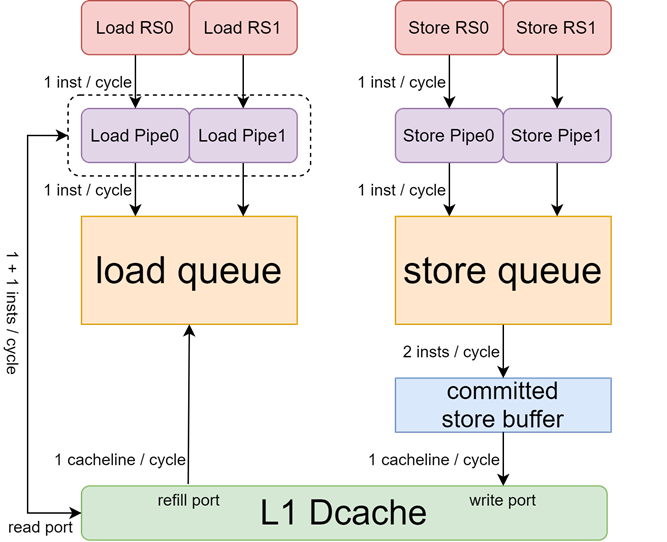 Load RS0
Load RS1
Store RS0
Store RS1
1 inst / cycle
1 inst / cycle
Load Pipe0
Load Pipe1
Store Pipe0
Store Pipe1
1 inst / cycle
1 inst / cycle
load queue
store queue
1 + 1 insts / cycle
2 insts / cycle
committed
store buffer
1 cacheline / cycle
1 cacheline / cycle
refill port
write port
L1 Dcache
read port